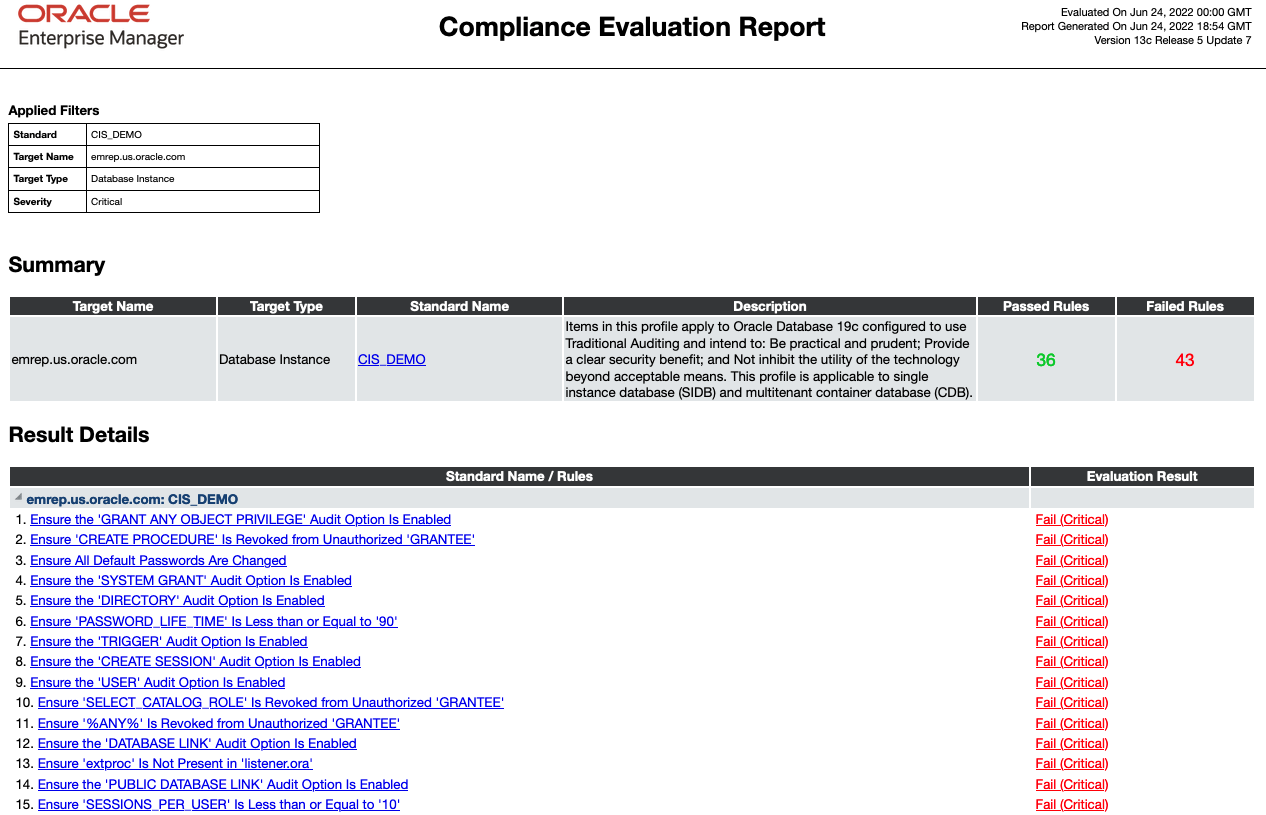 ORACLE
Enterprise Manager
Compliance Evaluation Report
Evaluated On Jun 24, 2022 00:00 GMT
Report Generated On Jun 24, 2022 18:54 GMT
Version 13c Release 5 Update 7
Applied Filters
Standard CIS_DEMO
Target Name emrep.us.oracle.com
Target Type Database Instance
Severity Critical
Summary
Target Name Target Type Standard Name Description Passed Rules Failed Rules
Items in this profile apply to Oracle Database 19c configured to use
Traditional Auditing and intend to: Be practical and prudent; Provide
emrep.us.oracle.com Database Instance CIS_DEMO a clear security benefit; and Not inhibit the utility of the technology 36 43
beyond acceptable means. This profile is applicable to single
instance database (SIDB) and multitenant container database (CDB).
Result Details
Standard Name / Rules Evaluation Result
emrep.us.oracle.com: CIS_DEMO
1. Ensure the 'GRANT ANY OBJECT PRIVILEGE' Audit Option Is Enabled Fail (Critical)
2. Ensure 'CREATE PROCEDURE' Is Revoked from Unauthorized 'GRANTEE' Fail (Critical)
3. Ensure All Default Passwords Are Changed Fail (Critical)
4. Ensure the 'SYSTEM GRANT' Audit Option Is Enabled Fail (Critical)
5. Ensure the 'DIRECTORY' Audit Option Is Enabled Fail (Critical)
6. Ensure 'PASSWORD_LIFE_TIME' Is Less than or Equal to '90' Fail (Critical)
7. Ensure the 'TRIGGER' Audit Option Is Enabled Fail (Critical)
8. Ensure the 'CREATE SESSION' Audit Option Is Enabled Fail (Critical)
9. Ensure the 'USER' Audit Option Is Enabled Fail (Critical)
10. Ensure 'SELECT_CATALOG_ROLE' Is Revoked from Unauthorized 'GRANTEE' Fail (Critical)
11. Ensure '%ANY%' Is Revoked from Unauthorized 'GRANTEE' Fail (Critical)
12. Ensure the 'DATABASE LINK' Audit Option Is Enabled Fail (Critical)
13. Ensure 'extproc' Is Not Present in 'listener.ora' Fail (Critical)
14. Ensure the 'PUBLIC DATABASE LINK' Audit Option Is Enabled Fail (Critical)
15. Ensure 'SESSIONS_PER_USER' Is Less than or Equal to '10' Fail (Critical)